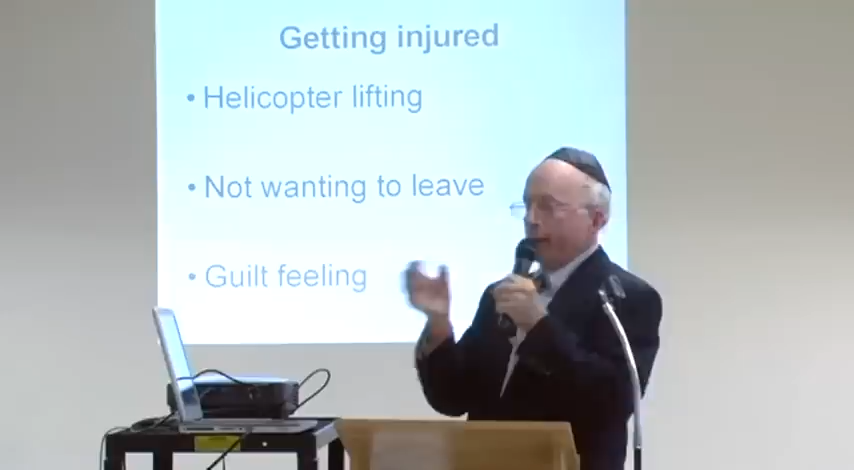 Getting injured
• Helicopter lifting
• Not wanting to leave
• Guilt feeling